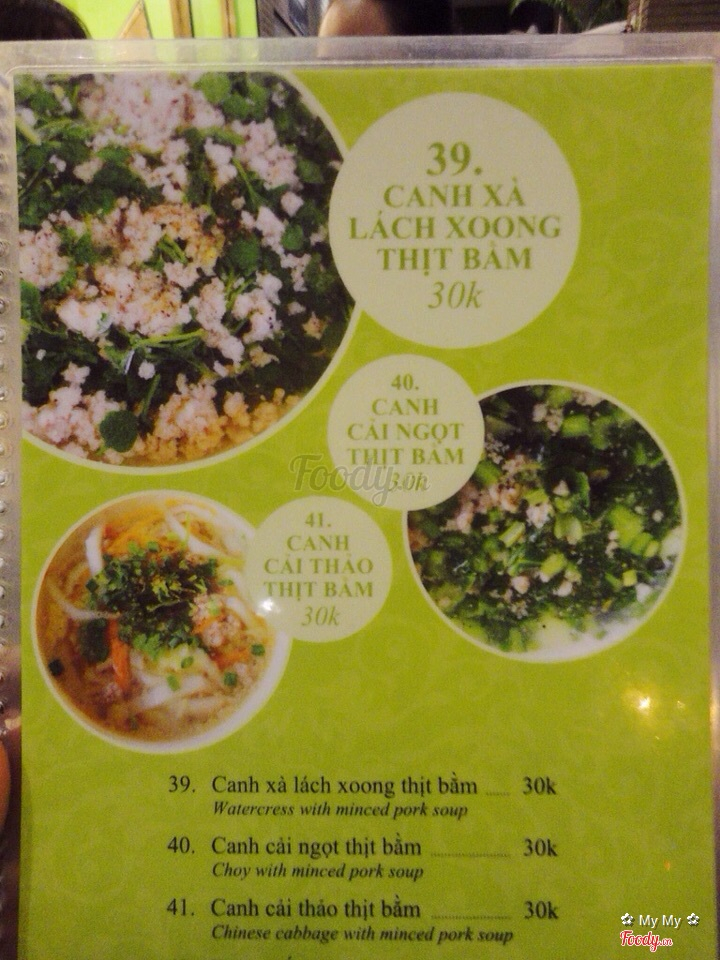 39.
CANH XÀ
LÁCH XOONG
THỊT BẰM
30k
40.
CANH
CẢI NGỌT
THỊT BẰM
30k
Foody.vn
41.
CANH
CẢI THẢO
THỊT BẰM
30k
39. Canh xà lách xoong thịt bằm ...... 30k
Watercress with minced pork soup
40. Canh cải ngọt thịt bằm .................. 30k
Choy with minced pork soup
41. Canh cải thảo thịt bằm .................. 30k
Chinese cabbage with minced pork soup
✿ My My ✿
Foody.vn